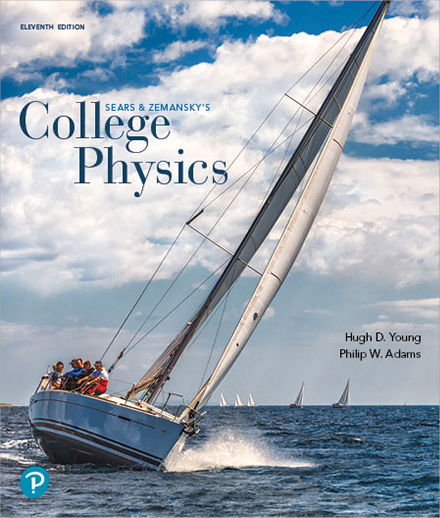 ELEVENTH EDITION
SEARS & ZEMANSKY'S
College
Physics
Hugh D. Young
Philip W. Adams
P